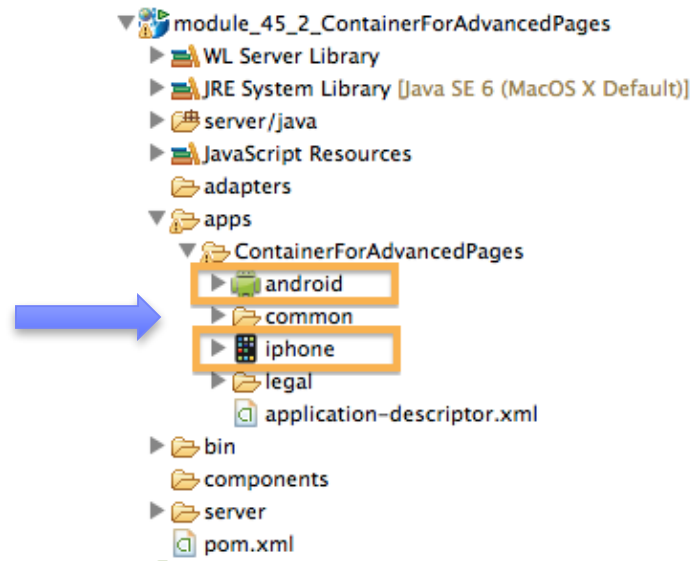 module_45_2_ContainerForAdvancedPages
WL Server Library
JRE System Library [Java SE 6 (MacOS X Default)]
server/java
JavaScript Resources
adapters
apps
ContainerForAdvancedPages
android
common
iphone
legal
application-descriptor.xml
bin
components
server
pom.xml